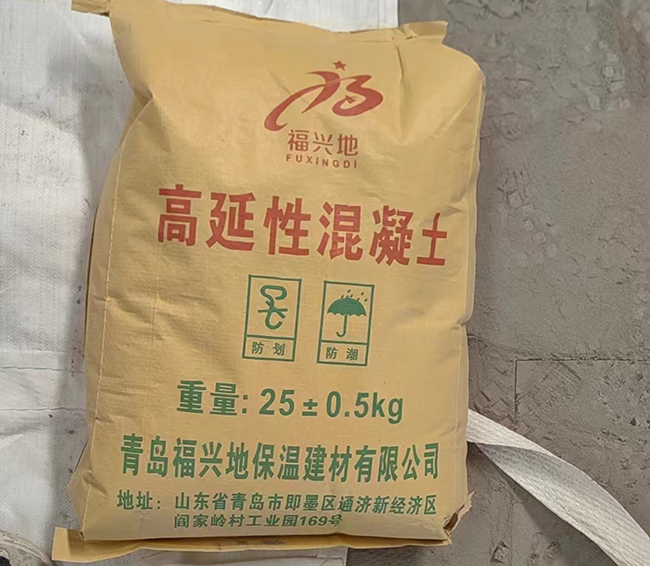 福兴地
FUXINGDI
高延性混凝土
防划 防潮
重量: 25±0.5kg
青岛福兴地保温建材有限公司
地址: 山东省青岛市即墨区通济新经济区
阎家岭村工业园169号